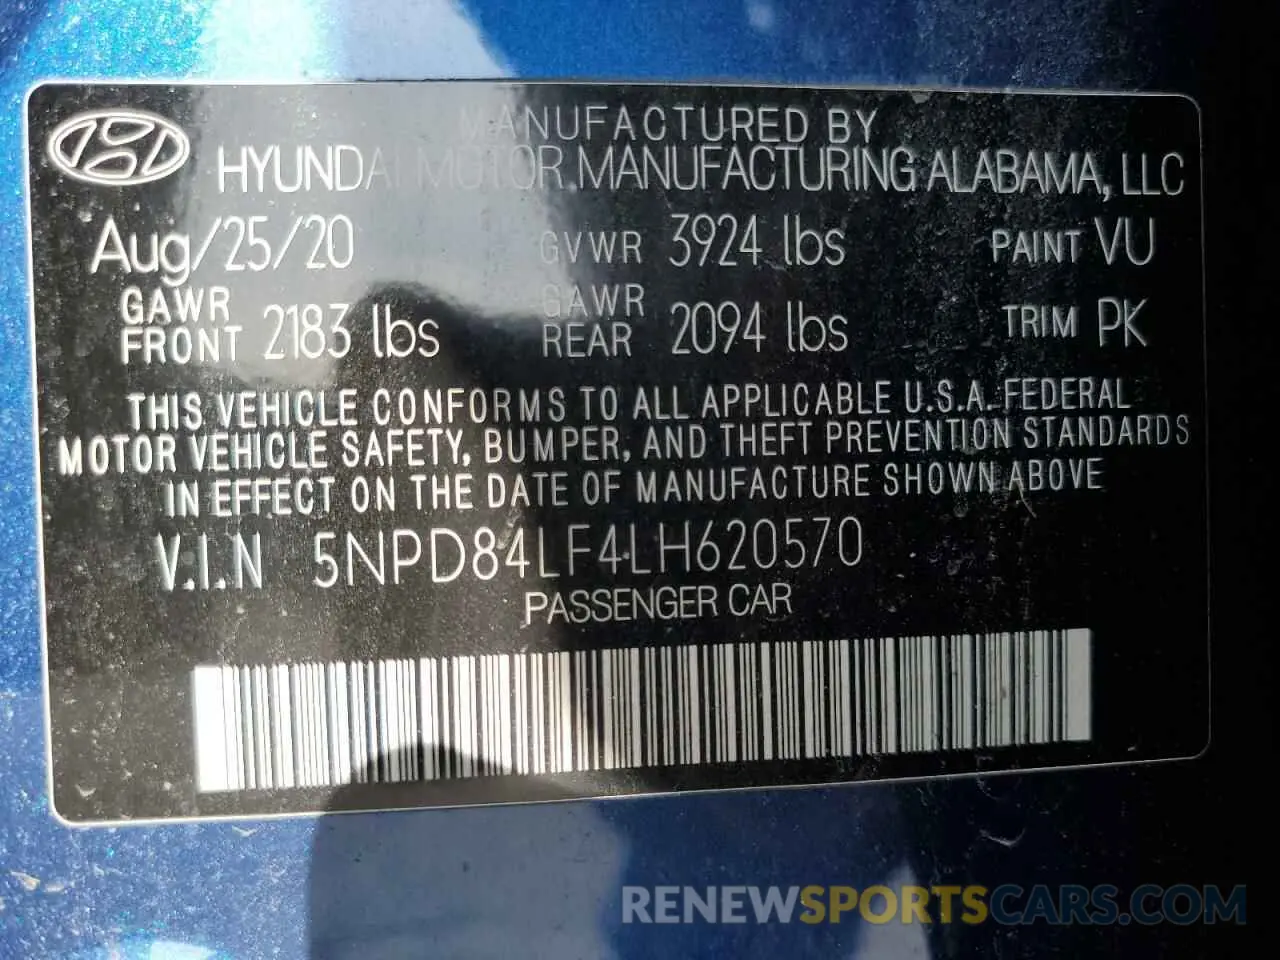 MANUFACTURED BY
HYUNDAI MOTOR MANUFACTURING ALABAMA, LLC
Aug/25/20 GVWR 3924 lbs PAINT VU
GAWR FRONT 2183 lbs GAWR REAR 2094 lbs TRIM PK
THIS VEHICLE CONFORMS TO ALL APPLICABLE U.S.A. FEDERAL
MOTOR VEHICLE SAFETY, BUMPER, AND THEFT PREVENTION STANDARDS
IN EFFECT ON THE DATE OF MANUFACTURE SHOWN ABOVE
V.I.N 5NPD84LF4LH620570
PASSENGER CAR
RENEWSPORTSCARS.COM